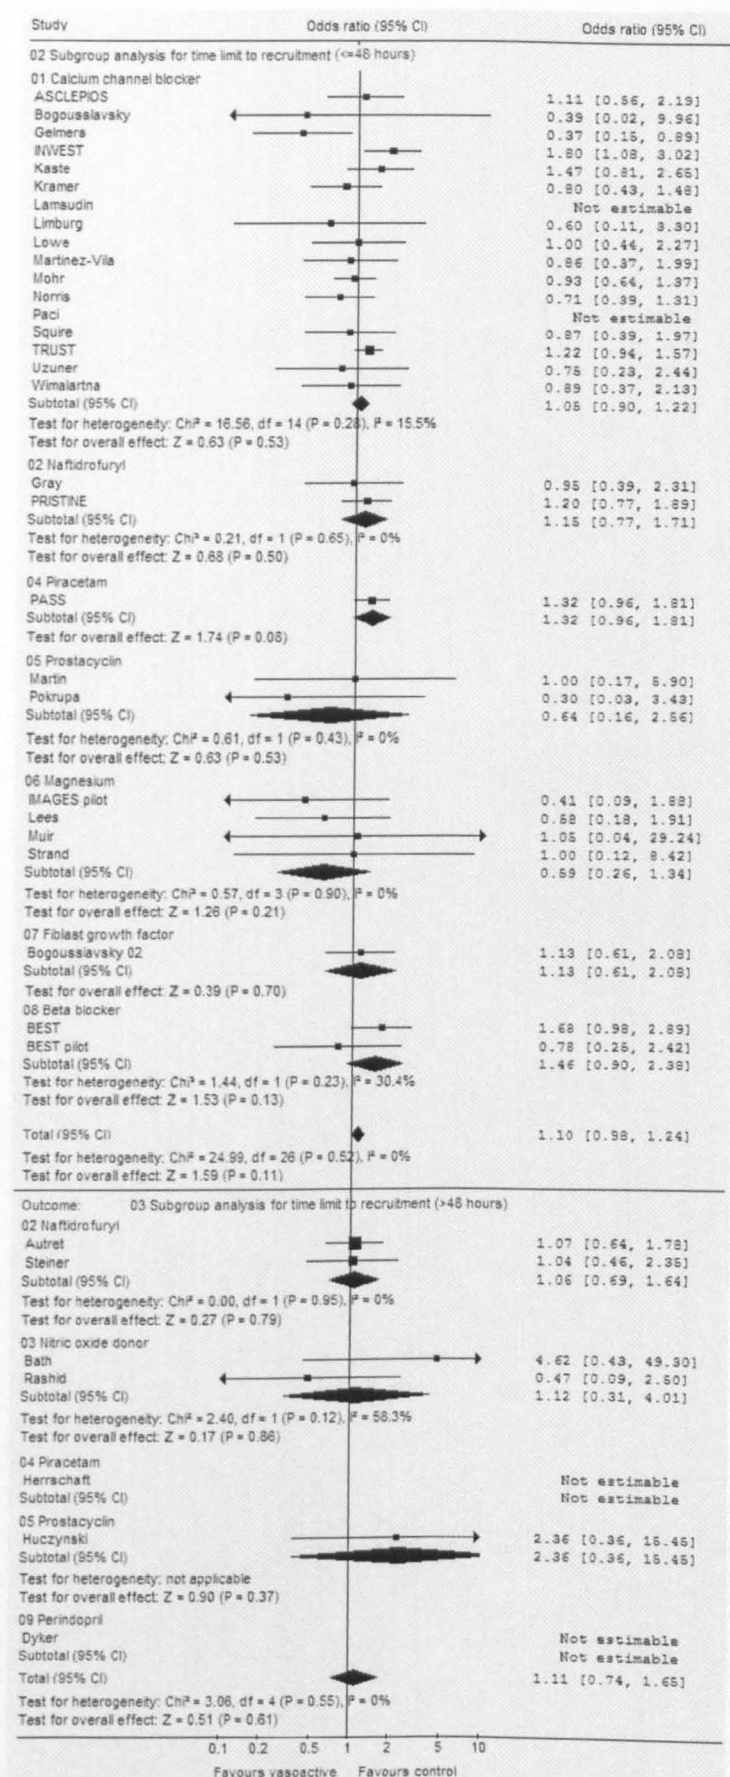 Study Odds ratio (95% CI) Odds ratio (95% CI)
02 Subgroup analysis for time limit to recruitment (<=48 hours)
01 Calcium channel blocker
ASCLEPIOS 1.11 [0.56, 2.19]
Bogousslavsky 0.39 [0.02, 9.96]
Gelmers 0.37 [0.15, 0.89]
INWEST 1.80 [1.08, 3.02]
Kaste 1.47 [0.81, 2.65]
Kramer 0.80 [0.43, 1.48]
Lamsudin Not estimable
Limburg 0.60 [0.11, 3.30]
Lowe 1.00 [0.44, 2.27]
Martinez-Vila 0.86 [0.37, 1.99]
Mohr 0.93 [0.64, 1.37]
Norris 0.71 [0.39, 1.31]
Paci Not estimable
Squire 0.87 [0.39, 1.97]
TRUST 1.22 [0.94, 1.57]
Uzuner 0.75 [0.23, 2.44]
Wimalartna 0.89 [0.37, 2.13]
Subtotal (95% CI) 1.05 [0.90, 1.22]
Test for heterogeneity: Chi² = 16.56, df = 14 (P = 0.28), I² = 15.5%
Test for overall effect: Z = 0.63 (P = 0.53)
02 Naftidrofuryl
Gray 0.95 [0.39, 2.31]
PRISTINE 1.20 [0.77, 1.89]
Subtotal (95% CI) 1.15 [0.77, 1.71]
Test for heterogeneity: Chi² = 0.21, df = 1 (P = 0.65), I² = 0%
Test for overall effect: Z = 0.68 (P = 0.50)
04 Piracetam
PASS 1.32 [0.96, 1.81]
Subtotal (95% CI) 1.32 [0.96, 1.81]
Test for overall effect: Z = 1.74 (P = 0.08)
05 Prostacyclin
Martin 1.00 [0.17, 5.90]
Pokrupa 0.30 [0.03, 3.43]
Subtotal (95% CI) 0.64 [0.16, 2.56]
Test for heterogeneity: Chi² = 0.61, df = 1 (P = 0.43), I² = 0%
Test for overall effect: Z = 0.63 (P = 0.53)
06 Magnesium
IMAGES pilot 0.41 [0.09, 1.88]
Lees 0.58 [0.18, 1.91]
Muir 1.05 [0.04, 29.24]
Strand 1.00 [0.12, 8.42]
Subtotal (95% CI) 0.59 [0.26, 1.34]
Test for heterogeneity: Chi² = 0.57, df = 3 (P = 0.90), I² = 0%
Test for overall effect: Z = 1.26 (P = 0.21)
07 Fiblast growth factor
Bogousslavsky 02 1.13 [0.61, 2.08]
Subtotal (95% CI) 1.13 [0.61, 2.08]
Test for overall effect: Z = 0.39 (P = 0.70)
08 Beta blocker
BEST 1.68 [0.98, 2.89]
BEST pilot 0.78 [0.25, 2.42]
Subtotal (95% CI) 1.46 [0.90, 2.38]
Test for heterogeneity: Chi² = 1.44, df = 1 (P = 0.23), I² = 30.4%
Test for overall effect: Z = 1.53 (P = 0.13)
Total (95% CI) 1.10 [0.98, 1.24]
Test for heterogeneity: Chi² = 24.99, df = 26 (P = 0.52), I² = 0%
Test for overall effect: Z = 1.59 (P = 0.11)
Outcome: 03 Subgroup analysis for time limit to recruitment (>48 hours)
02 Naftidrofuryl
Autret 1.07 [0.64, 1.78]
Steiner 1.04 [0.46, 2.35]
Subtotal (95% CI) 1.06 [0.69, 1.64]
Test for heterogeneity: Chi² = 0.00, df = 1 (P = 0.95), I² = 0%
Test for overall effect: Z = 0.27 (P = 0.79)
03 Nitric oxide donor
Bath 4.62 [0.43, 49.30]
Rashid 0.47 [0.09, 2.50]
Subtotal (95% CI) 1.12 [0.31, 4.01]
Test for heterogeneity: Chi² = 2.40, df = 1 (P = 0.12), I² = 58.3%
Test for overall effect: Z = 0.17 (P = 0.86)
04 Piracetam
Herrschaft Not estimable
Subtotal (95% CI) Not estimable
05 Prostacyclin
Huczynski 2.36 [0.36, 15.45]
Subtotal (95% CI) 2.36 [0.36, 15.45]
Test for heterogeneity: not applicable
Test for overall effect: Z = 0.90 (P = 0.37)
09 Perindopril
Dyker Not estimable
Subtotal (95% CI) Not estimable
Total (95% CI) 1.11 [0.74, 1.65]
Test for heterogeneity: Chi² = 3.06, df = 4 (P = 0.55), I² = 0%
Test for overall effect: Z = 0.51 (P = 0.61)
0.1 0.2 0.5 1 2 5 10
Favours vasoactive Favours control